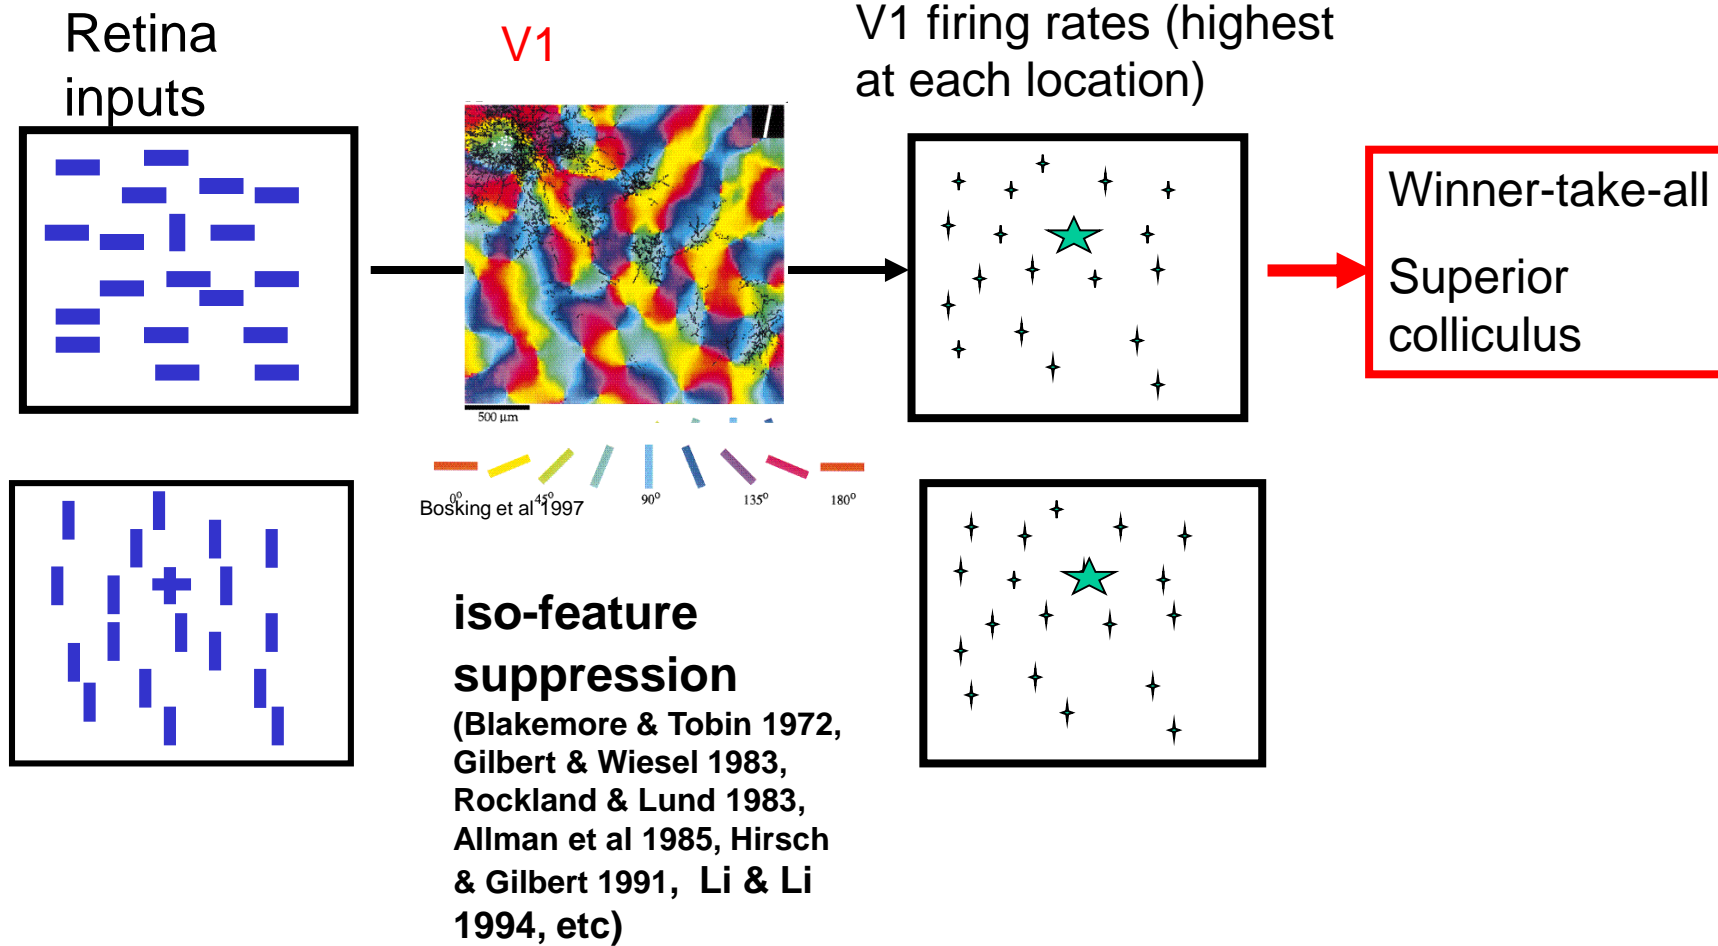 Retina
inputs
V1
V1 firing rates (highest
at each location)
Winner-take-all
Superior
colliculus
500 µm
0° 45° 90° 135° 180°
Bosking et al 1997
iso-feature
suppression
(Blakemore & Tobin 1972,
Gilbert & Wiesel 1983,
Rockland & Lund 1983,
Allman et al 1985, Hirsch
& Gilbert 1991, Li & Li
1994, etc)